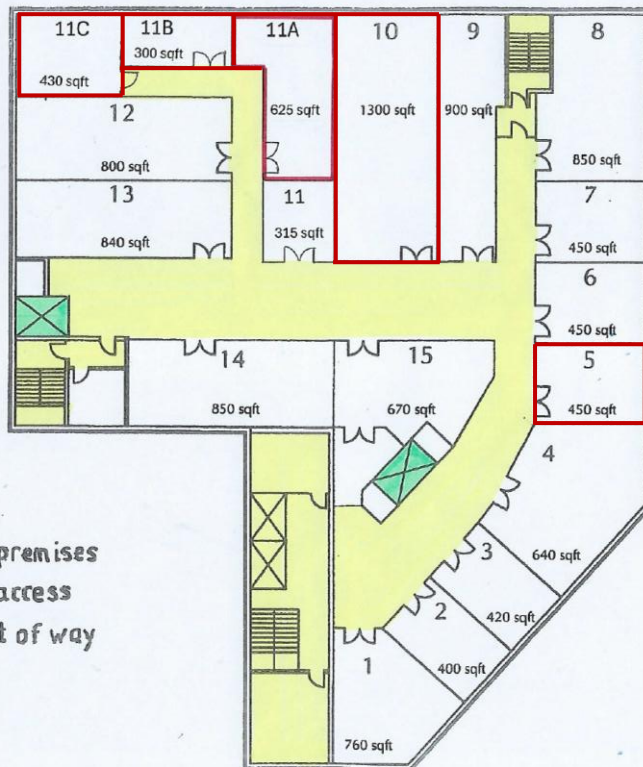 11C
430 sqft
11B
300 sqft
11A
625 sqft
10
1300 sqft
9
900 sqft
8
850 sqft
12
800 sqft
7
450 sqft
13
840 sqft
11
315 sqft
6
450 sqft
14
850 sqft
15
670 sqft
5
450 sqft
4
640 sqft
3
420 sqft
2
400 sqft
1
760 sqft
premises
access
of way